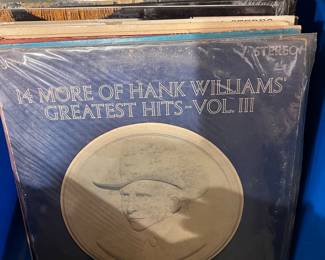 STEREO
14 MORE OF HANK WILLIAMS'
GREATEST HITS-VOL. III